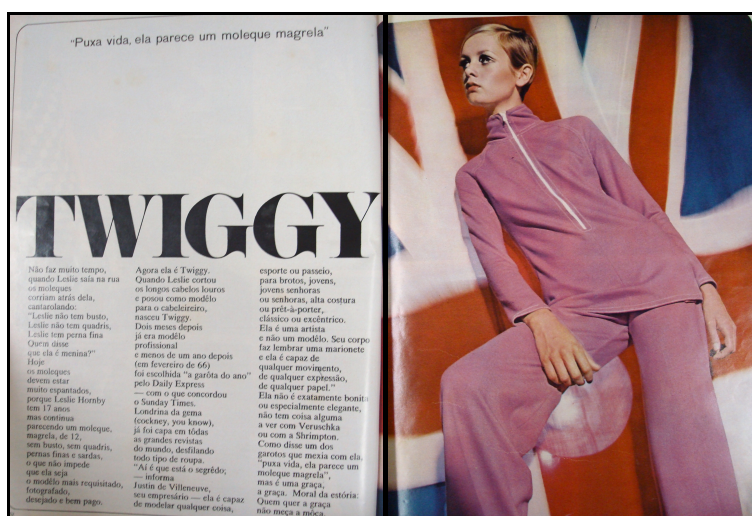 "Puxa vida, ela parece um moleque magrela"
TWIGGY
Não faz muito tempo,
quando Leslie saía na rua
os moleques
corriam atrás dela,
cantarolando:
"Leslie não tem busto,
Leslie não tem quadris,
Leslie tem perna fina
Quem disse
que ela é menina?"
Hoje
os moleques
devem estar
muito espantados,
porque Leslie Hornby
tem 17 anos
mas continua
parecendo um moleque,
magrela, de 12,
sem busto, sem quadris,
pernas finas e sardas,
o que não impede
que ela seja
o modêlo mais requisitado,
fotografado,
desejado e bem pago.
Agora ela é Twiggy.
Quando Leslie cortou
os longos cabelos louros
e posou como modêlo
para o cabeleireiro,
nasceu Twiggy.
Dois meses depois
já era modêlo
profissional
e menos de um ano depois
(em fevereiro de 66)
foi escolhida "a garôta do ano"
pelo Daily Express
— com o que concordou
o Sunday Times.
Londrina da gema
(cockney, you know),
já foi capa em tôdas
as grandes revistas
do mundo, desfilando
todo tipo de roupa.
"Aí é que está o segrêdo,
— informa
Justin de Villeneuve,
seu empresário — ela é capaz
de modelar qualquer coisa,
esporte ou passeio,
para brotos, jovens,
jovens senhoras
ou senhoras, alta costura
ou prêt-à-porter,
clássico ou excêntrico.
Ela é uma artista
e não um modêlo. Seu corpo
faz lembrar uma marionete
e ela é capaz de
qualquer movimento,
de qualquer expressão,
de qualquer papel."
Ela não é exatamente bonita
ou especialmente elegante,
não tem coisa alguma
a ver com Veruschka
ou com a Shrimpton.
Como disse um dos
garotos que mexia com ela,
"puxa vida, ela parece um
moleque magrela",
mas é uma graça,
a graça. Moral da estória:
Quem quer a graça
não meça a môça.